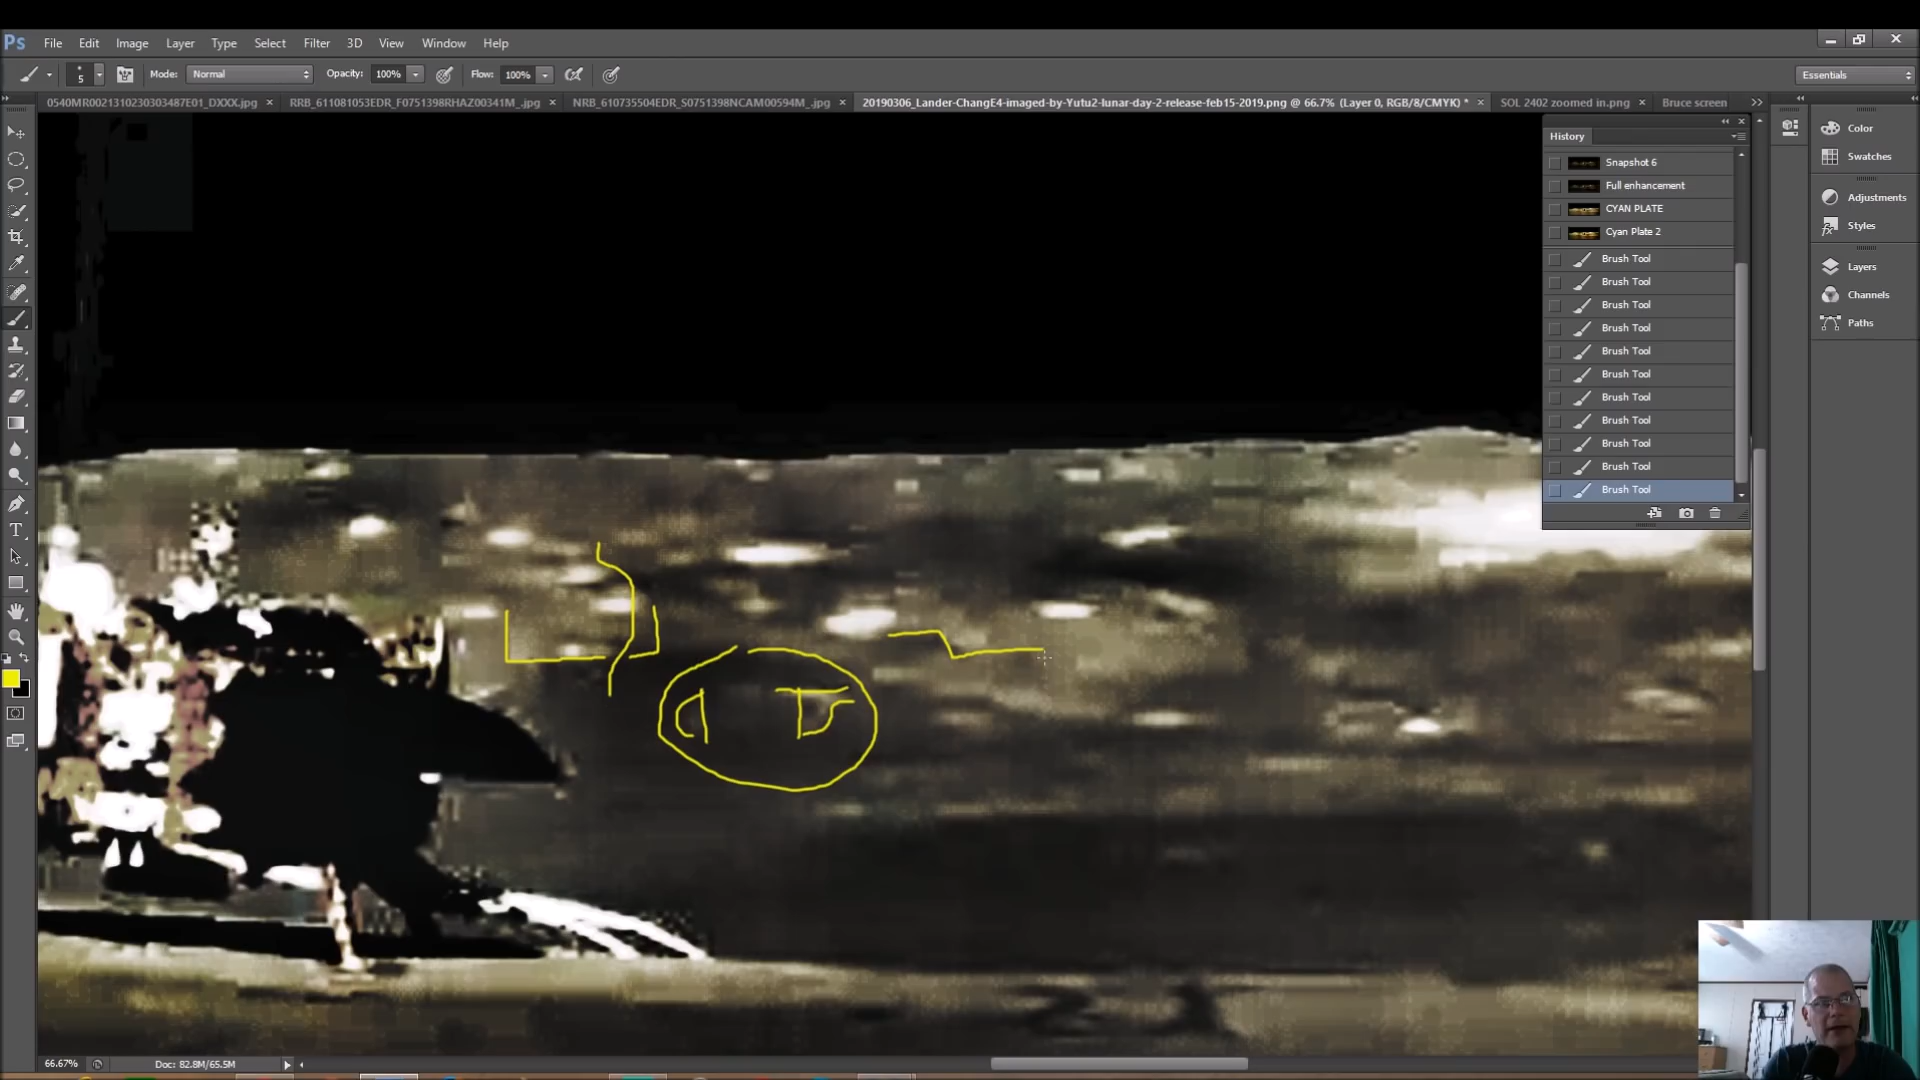 Ps File Edit Image Layer Type Select Filter 3D View Window Help
5 Mode: Normal Opacity: 100% Flow: 100% Essentials
0540MR0021310230303487E01_DXXX.jpg RRB_611081053EDR_F0751398RHAZ00341M_.jpg NRB_610735504EDR_S0751398NCAM00594M_.jpg 20190306_Lander-ChangE4-imaged-by-Yutu2-lunar-day-2-release-feb15-2019.png @ 66.7% (Layer 0, RGB/8/CMYK) * SOL 2402 zoomed in.png Bruce screen
History
Snapshot 6
Full enhancement
CYAN PLATE
Cyan Plate 2
Brush Tool
Brush Tool
Brush Tool
Brush Tool
Brush Tool
Brush Tool
Brush Tool
Brush Tool
Brush Tool
Brush Tool
Brush Tool
Color
Swatches
Adjustments
Styles
Layers
Channels
Paths
66.67% Doc: 82.8M/65.5M